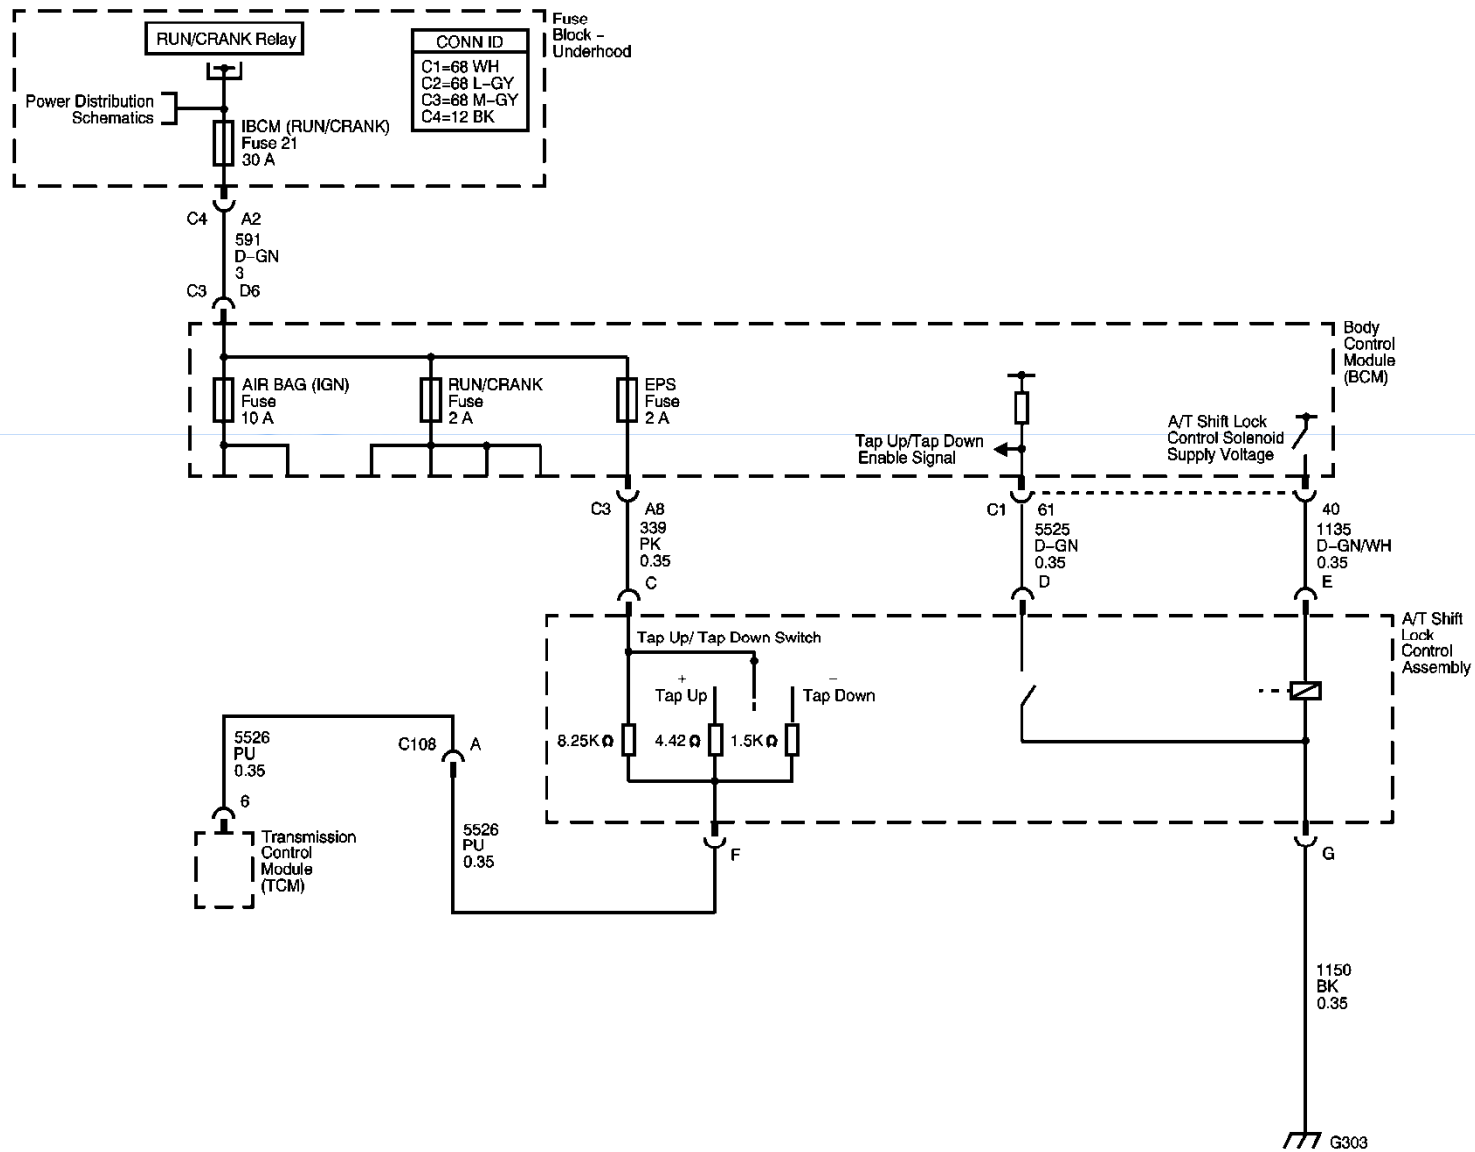 RUN/CRANK Relay
CONN ID
C1=68 WH
C2=68 L-GY
C3=68 M-GY
C4=12 BK
Fuse
Block -
Underhood
Power Distribution
Schematics
IBCM (RUN/CRANK)
Fuse 21
30 A
C4 A2
591
D-GN
3
C3 D6
Body
Control
Module
(BCM)
AIR BAG (IGN)
Fuse
10 A
RUN/CRANK
Fuse
2 A
EPS
Fuse
2 A
Tap Up/Tap Down
Enable Signal
A/T Shift Lock
Control Solenoid
Supply Voltage
C3 A8
339
PK
0.35
C
C1 61
5525
D-GN
0.35
D
40
1135
D-GN/WH
0.35
E
A/T Shift
Lock
Control
Assembly
Tap Up/ Tap Down Switch
+
Tap Up
-
Tap Down
8.25KΩ
4.42Ω
1.5KΩ
5526
PU
0.35
6
C108 A
Transmission
Control
Module
(TCM)
5526
PU
0.35
F
G
1150
BK
0.35
G303